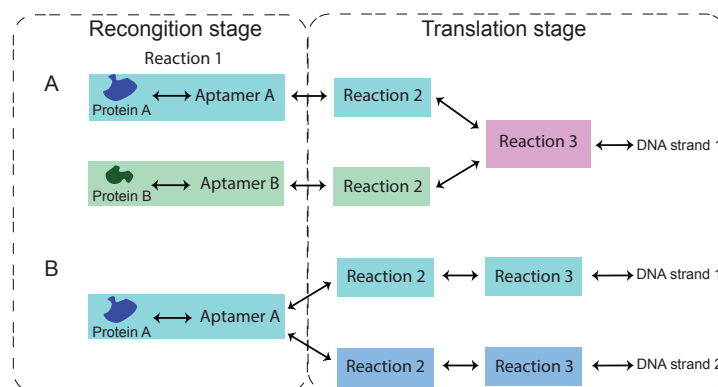 Recongition stage
Translation stage
Reaction 1
A
Protein A
Aptamer A
Reaction 2
Reaction 3
DNA strand 1
Protein B
Aptamer B
Reaction 2
B
Protein A
Aptamer A
Reaction 2
Reaction 3
DNA strand 1
Reaction 2
Reaction 3
DNA strand 2